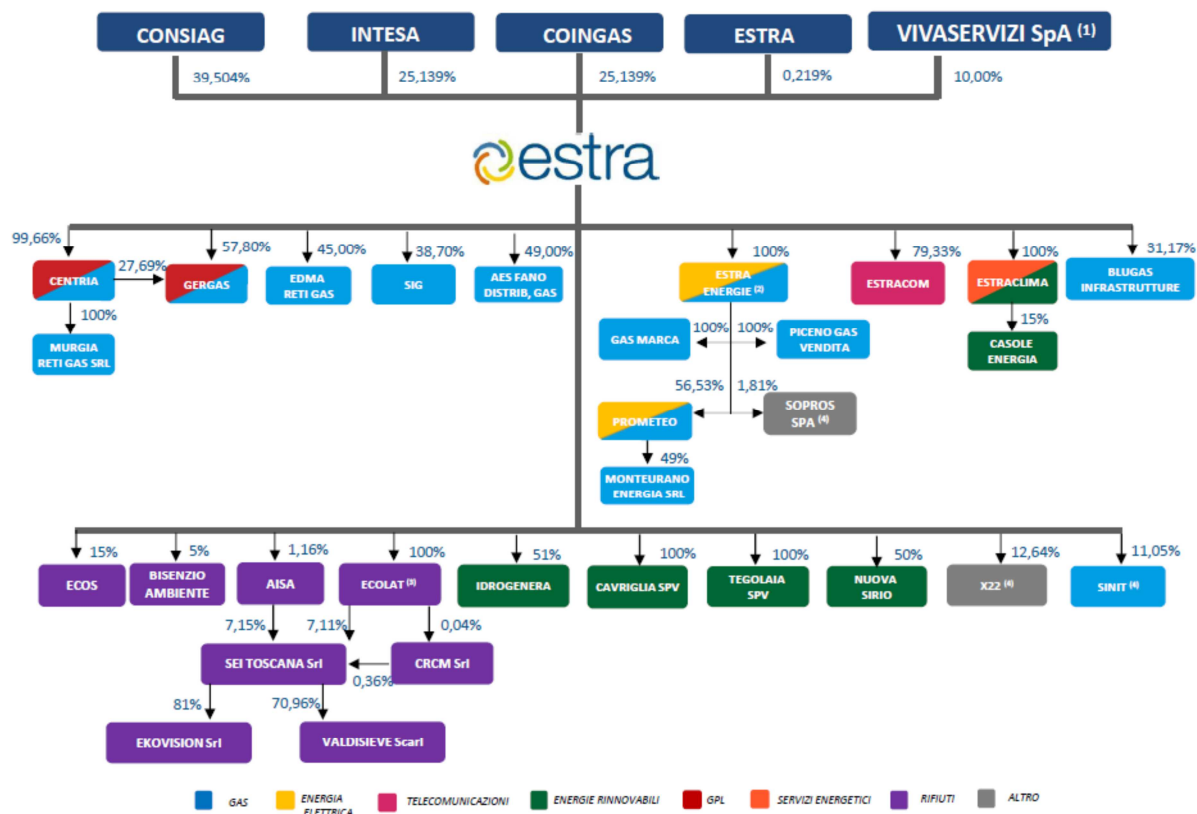 CONSIAG
INTESA
COINGAS
ESTRA
VIVASERVIZI SpA (1)
39,504%
25,139%
25,139%
0,219%
10,00%
estra
99,66%
57,80%
45,00%
38,70%
49,00%
100%
79,33%
100%
31,17%
CENTRIA
27,69%
GERGAS
EDMA
RETI GAS
SIG
AES FANO
DISTRIB, GAS
ESTRA
ENERGIE (2)
ESTRACOM
ESTRACLIMA
BLUGAS
INFRASTRUTTURE
100%
15%
MURGIA
RETI GAS SRL
GAS MARCA
100%
100%
PICENO GAS
VENDITA
CASOLE
ENERGIA
56,53%
1,81%
PROMETEO
SOPROS
SPA (4)
49%
MONTEURANO
ENERGIA SRL
15%
5%
1,16%
100%
51%
100%
100%
50%
12,64%
11,05%
ECOS
BISENZIO
AMBIENTE
AISA
ECOLAT (3)
IDROGENERA
CAVRIGLIA SPV
TEGOLAIA
SPV
NUOVA
SIRIO
X22 (4)
SINIT (4)
7,15%
7,11%
0,04%
SEI TOSCANA Srl
0,36%
CRCM Srl
81%
70,96%
EKOVISION Srl
VALDISIEVE Scarl
GAS
ENERGIA
ELETTRICA
TELECOMUNICAZIONI
ENERGIE RINNOVABILI
GPL
SERVIZI ENERGETICI
RIFIUTI
ALTRO